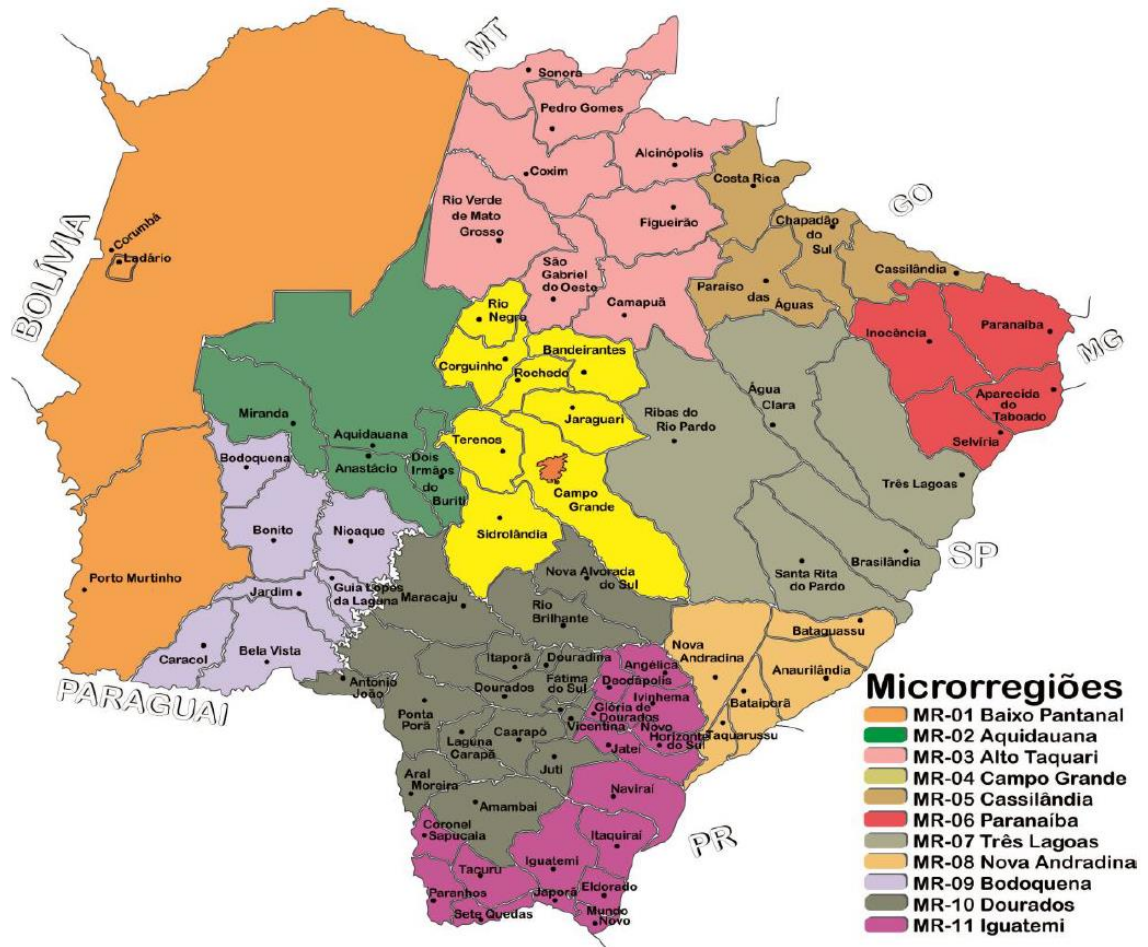 MT
Sonora
Pedro Gomes
Alcinópolis
Coxim
Costa Rica
GO
Rio Verde
de Mato
Grosso
Figueirão
Chapadão
do
Sul
BOLÍVIA
Corumbá
Ladário
São
Gabriel
do Oeste
Cassilândia
Paraíso
das
Águas
Camapuã
Rio
Negro
Inocência
Paranaíba
MG
Corguinho
Bandeirantes
Rochedo
Água
Clara
Aparecida
do
Taboado
Miranda
Jaraguari
Ribas do
Rio Pardo
Selvíria
Aquidauana
Terenos
Bodoquena
Anastácio
Dois
Irmãos
do
Buriti
Três Lagoas
Campo
Grande
Bonito
Nioaque
Sidrolândia
SP
Brasilândia
Santa Rita
do Pardo
Porto Murtinho
Nova Alvorada
do Sul
Jardim
Guia Lopes
da Laguna
Maracaju
Rio
Brilhante
Bataguassu
Caracol
Bela Vista
Nova
Andradina
Anaurilândia
PARAGUAI
Itaporã
Douradina
Angélica
Antonio
João
Dourados
Fátima
do Sul
Deodápolis
Ivinhema
Bataiporã
Ponta
Porã
Glória de
Dourados
Vicentina
Novo
Horizonte
do Sul
Taquarussu
Laguna
Carapã
Caarapó
Jateí
Juti
Aral
Moreira
Amambai
Naviraí
Coronel
Sapucaia
Itaquiraí
PR
Tacuru
Iguatemi
Paranhos
Japorã
Eldorado
Sete Quedas
Mundo
Novo
Microrregiões
MR-01 Baixo Pantanal
MR-02 Aquidauana
MR-03 Alto Taquari
MR-04 Campo Grande
MR-05 Cassilândia
MR-06 Paranaíba
MR-07 Três Lagoas
MR-08 Nova Andradina
MR-09 Bodoquena
MR-10 Dourados
MR-11 Iguatemi